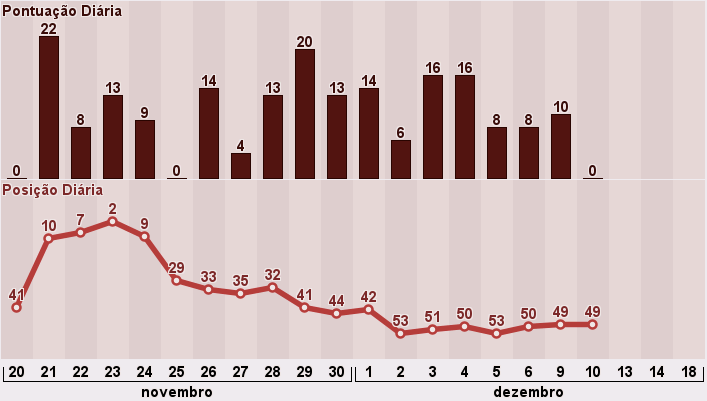 Pontuação Diária
0 22 8 13 9 0 14 4 13 20 13 14 6 16 16 8 8 10 0
Posição Diária
41 10 7 2 9 29 33 35 32 41 44 42 53 51 50 53 50 49 49
20 21 22 23 24 25 26 27 28 29 30 1 2 3 4 5 6 9 10 13 14 18
novembro dezembro